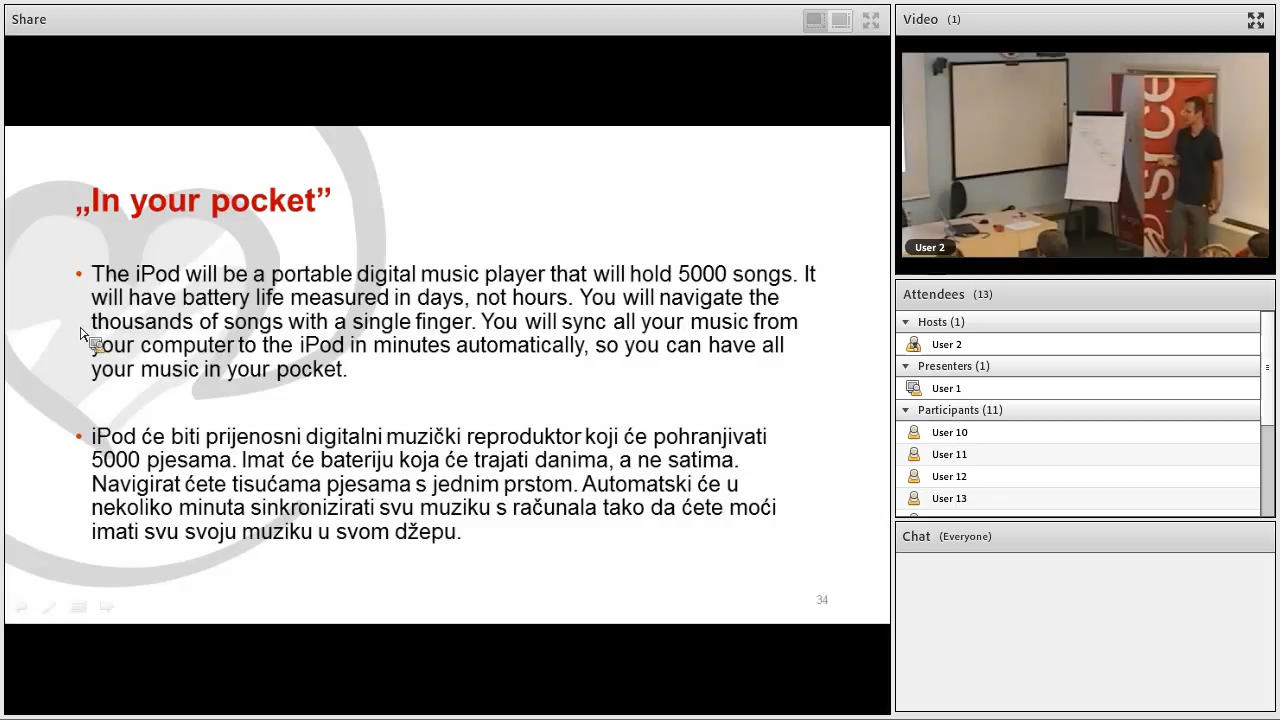 Share
„In your pocket”
• The iPod will be a portable digital music player that will hold 5000 songs. It
will have battery life measured in days, not hours. You will navigate the
thousands of songs with a single finger. You will sync all your music from
your computer to the iPod in minutes automatically, so you can have all
your music in your pocket.
• iPod će biti prijenosni digitalni muzički reproduktor koji će pohranjivati
5000 pjesama. Imat će bateriju koja će trajati danima, a ne satima.
Navigirat ćete tisućama pjesama s jednim prstom. Automatski će u
nekoliko minuta sinkronizirati svu muziku s računala tako da ćete moći
imati svu svoju muziku u svom džepu.
34
Video (1)
srce
User 2
Attendees (13)
Hosts (1)
User 2
Presenters (1)
User 1
Participants (11)
User 10
User 11
User 12
User 13
Chat (Everyone)